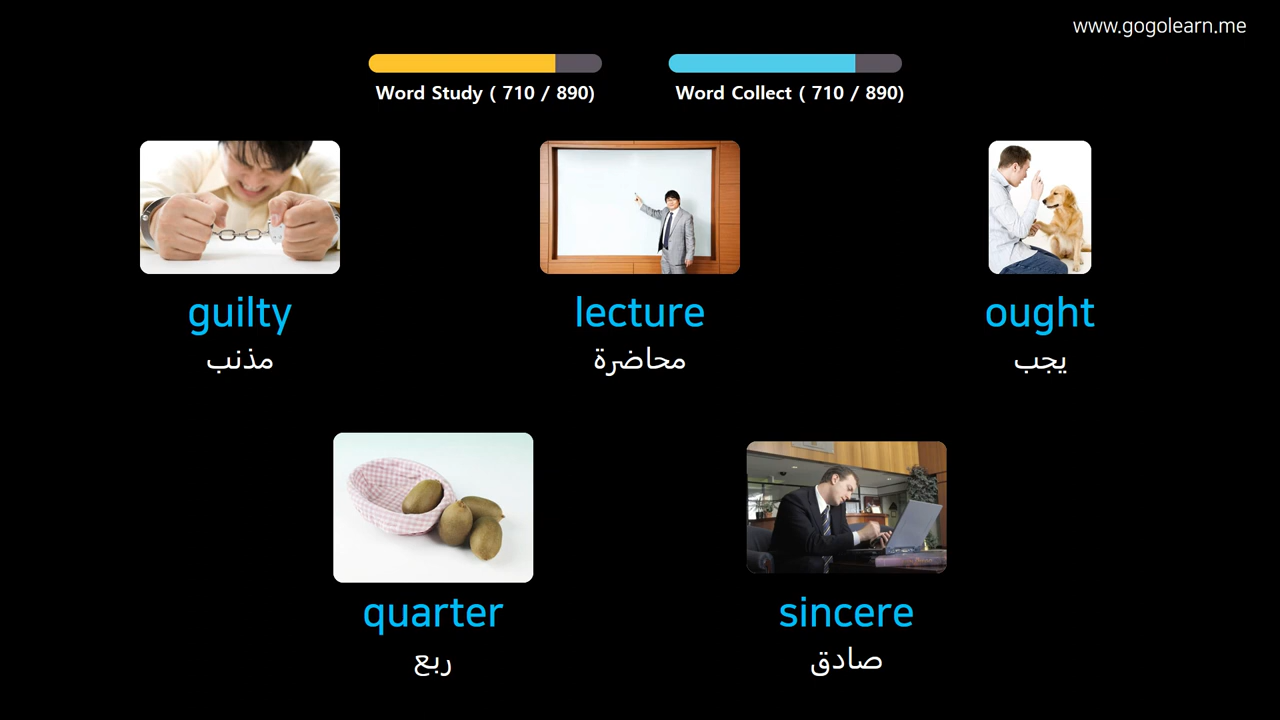 www.gogolearn.me
Word Study ( 710 / 890)
Word Collect ( 710 / 890)
guilty
مذنب
lecture
محاضرة
ought
يجب
quarter
ربع
sincere
صادق